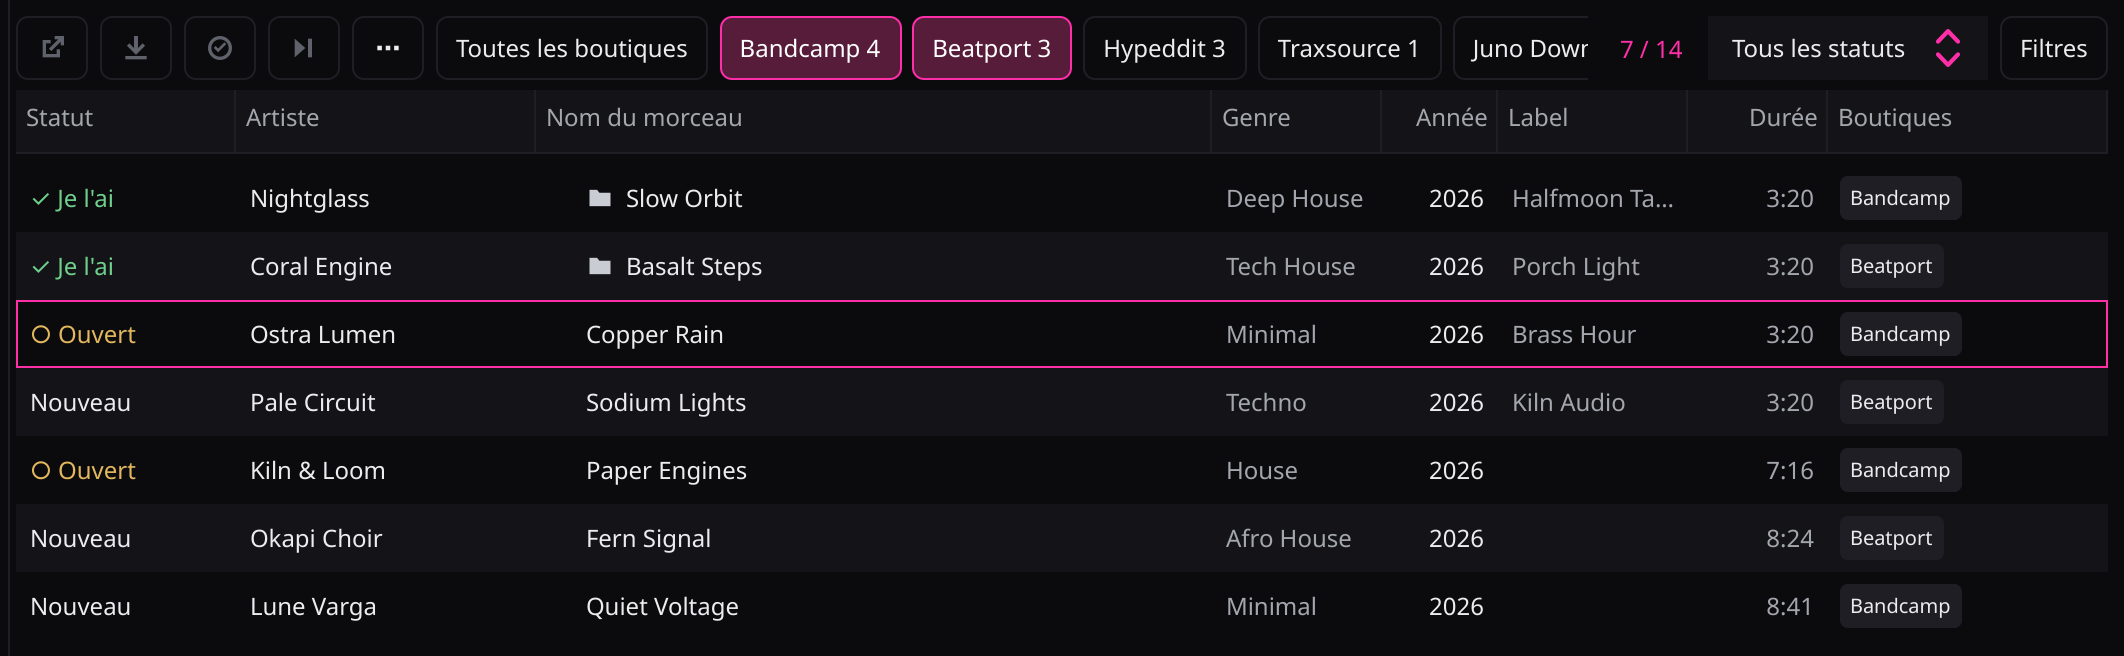 Toutes les boutiques Bandcamp 4 Beatport 3 Hypeddit 3 Traxsource 1 Juno 7 / 14 Tous les statuts Filtres
Statut Artiste Nom du morceau Genre Année Label Durée Boutiques
Je l'ai Nightglass Slow Orbit Deep House 2026 Halfmoon Ta... 3:20 Bandcamp
Je l'ai Coral Engine Basalt Steps Tech House 2026 Porch Light 3:20 Beatport
Ouvert Ostra Lumen Copper Rain Minimal 2026 Brass Hour 3:20 Bandcamp
Nouveau Pale Circuit Sodium Lights Techno 2026 Kiln Audio 3:20 Beatport
Ouvert Kiln & Loom Paper Engines House 2026 7:16 Bandcamp
Nouveau Okapi Choir Fern Signal Afro House 2026 8:24 Beatport
Nouveau Lune Varga Quiet Voltage Minimal 2026 8:41 Bandcamp